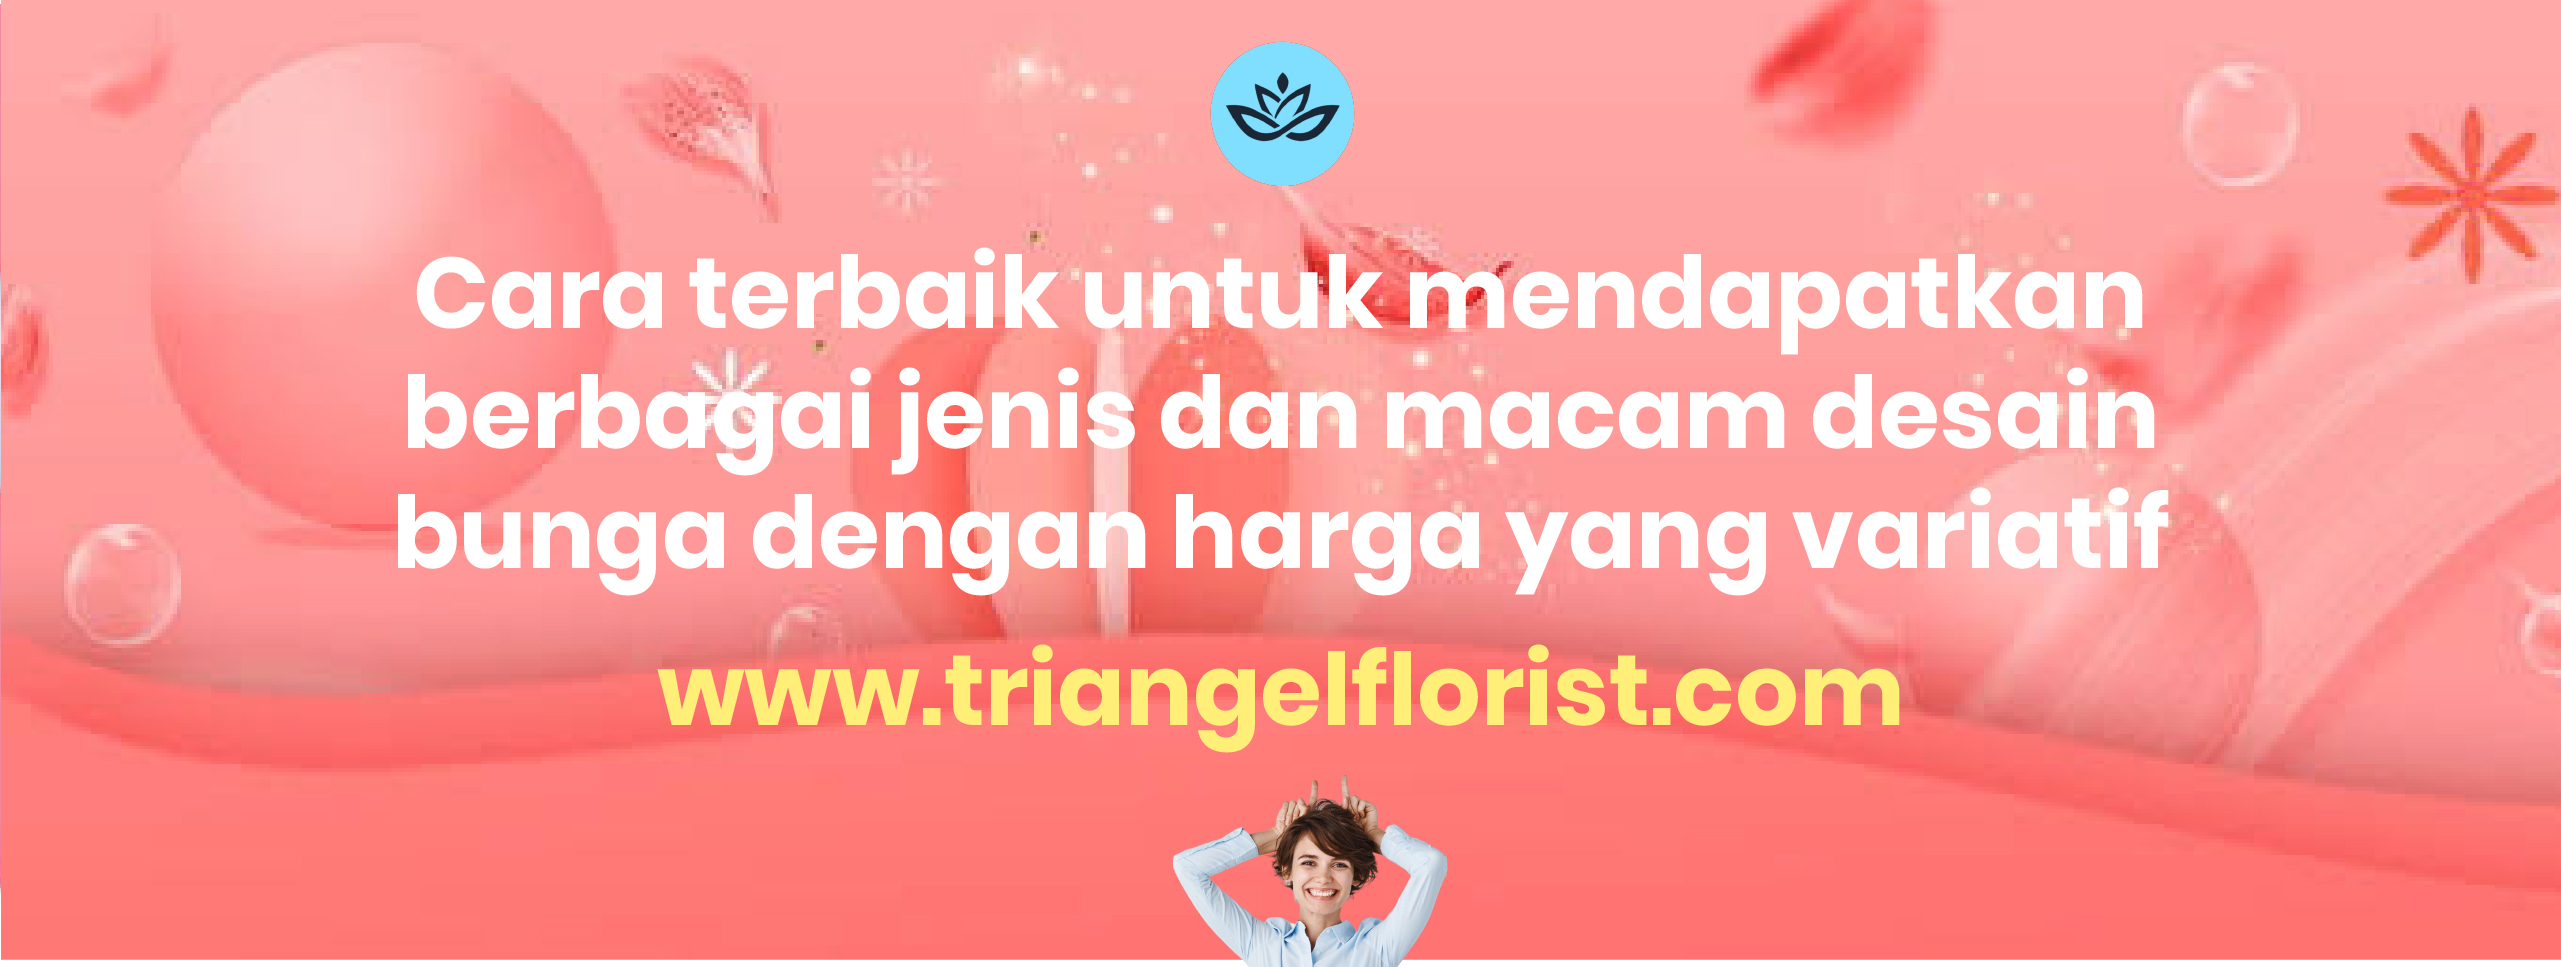 Cara terbaik untuk mendapatkan
berbagai jenis dan macam desain
bunga dengan harga yang variatif
www.triangelflorist.com